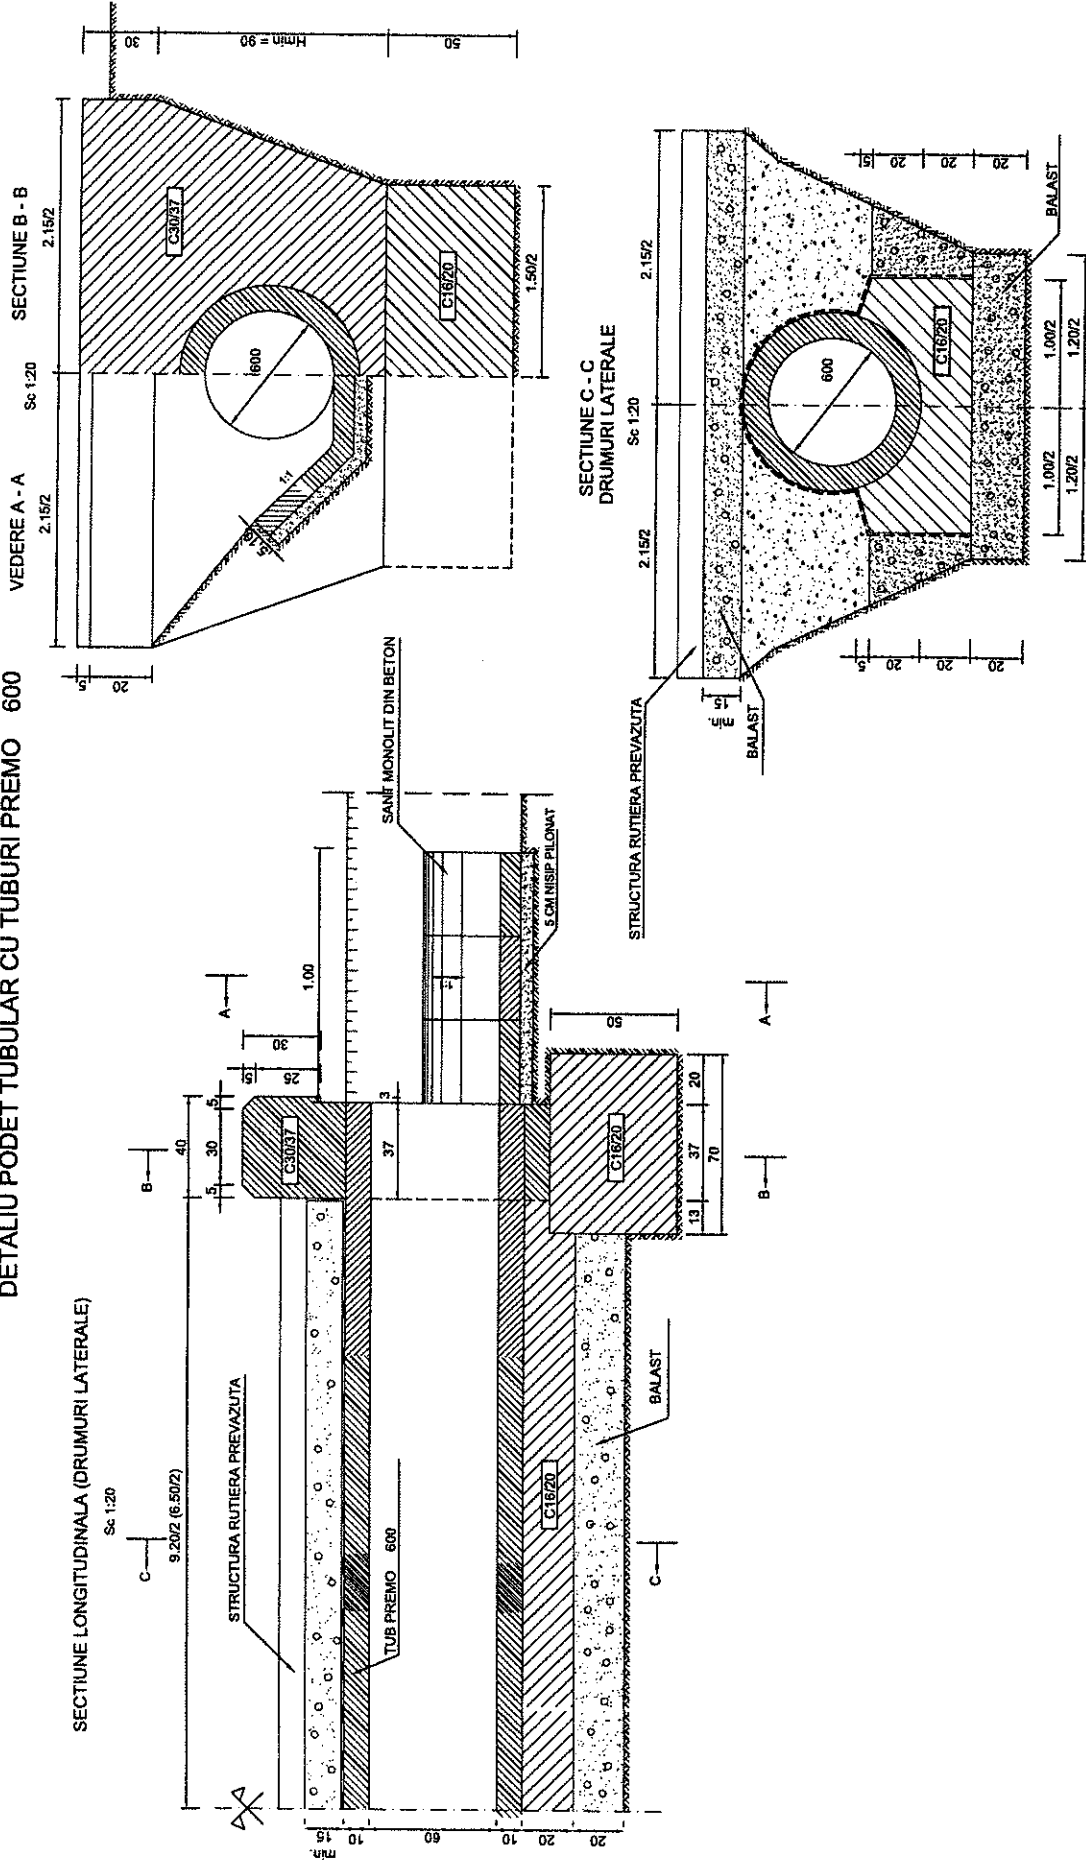 DETALIU PODET TUBULAR CU TUBURI PREMO 600
SECTIUNE LONGITUDINALA (DRUMURI LATERALE)
Sc 1:20
C
C
9.20/2 (6.50/2)
STRUCTURA RUTIERA PREVAZUTA
TUB PREMO 600
C16/20
BALAST
min.
15
10
60
10
20
20
B
B
40
5
30
5
C30/37
5
25
30
3
37
A
A
1.00
1:1
SANT MONOLIT DIN BETON
5 CM NISIP PILONAT
C16/20
50
13
37
20
70
VEDERE A - A
SECTIUNE B - B
Sc 1:20
2.15/2
2.15/2
5
20
1:1
600
C30/37
C16/20
1.50/2
30
Hmin = 90
50
SECTIUNE C - C
DRUMURI LATERALE
Sc 1:20
2.15/2
2.15/2
STRUCTURA RUTIERA PREVAZUTA
BALAST
min.
15
600
C16/20
5
20
20
20
5
20
20
20
1.00/2
1.00/2
1.20/2
1.20/2
BALAST